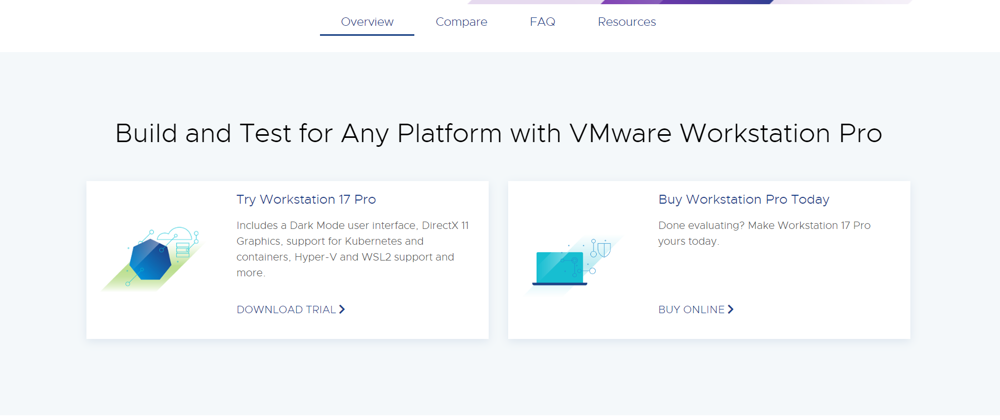 Overview
Compare
FAQ
Resources
Build and Test for Any Platform with VMware Workstation Pro
Try Workstation 17 Pro
Includes a Dark Mode user interface, DirectX 11
Graphics, support for Kubernetes and
containers, Hyper-V and WSL2 support and
more.
DOWNLOAD TRIAL
Buy Workstation Pro Today
Done evaluating? Make Workstation 17 Pro
yours today.
BUY ONLINE